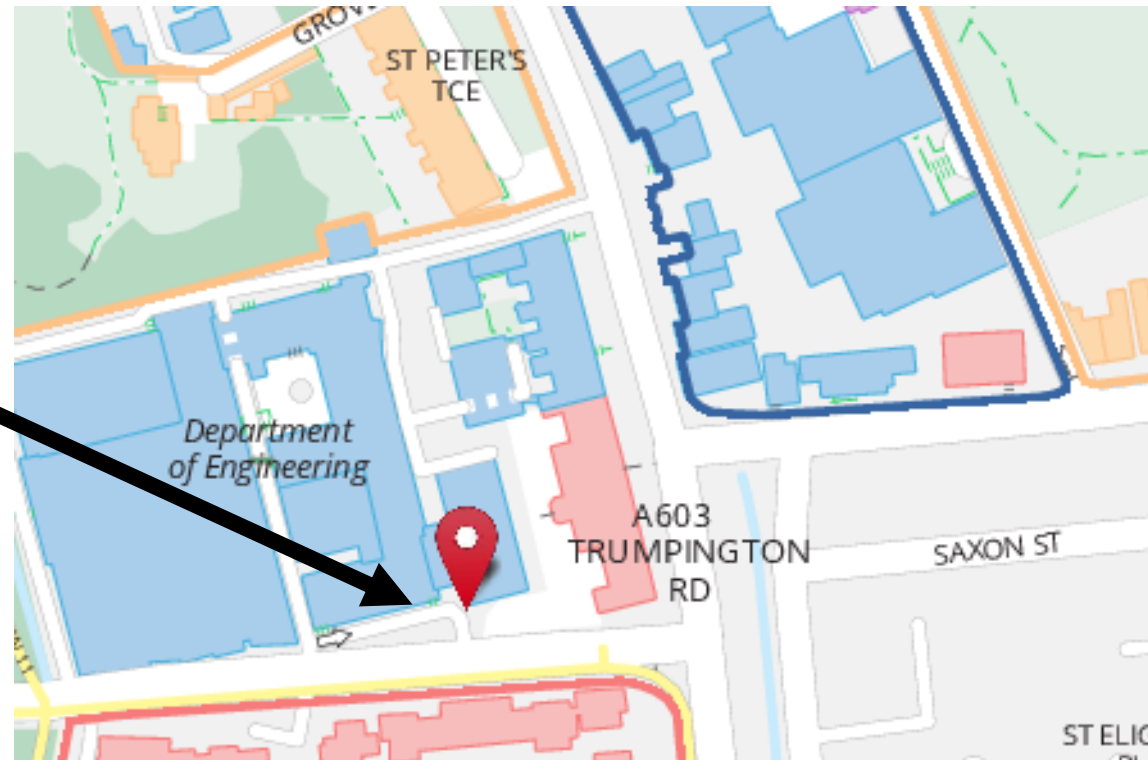 ST PETER'S
TCE
Department
of Engineering
A603
TRUMPINGTON
RD
SAXON ST